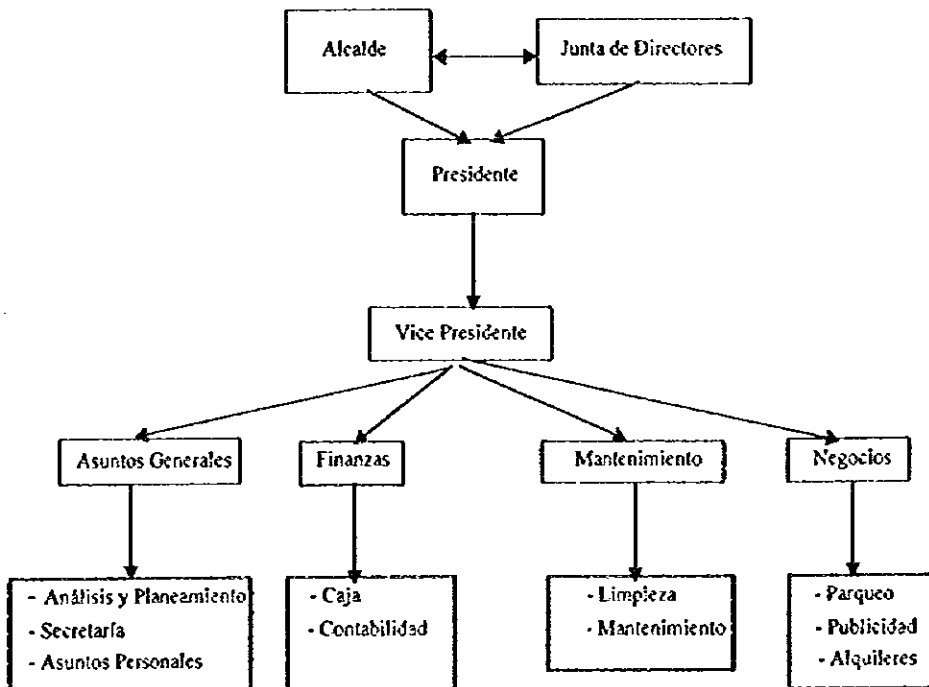 Alcalde
Junta de Directores
Presidente
Vice Presidente
Asuntos Generales
Finanzas
Mantenimiento
Negocios
- Análisis y Planeamiento
- Secretaría
- Asuntos Personales
- Caja
- Contabilidad
- Limpieza
- Mantenimiento
- Parqueo
- Publicidad
- Alquileres